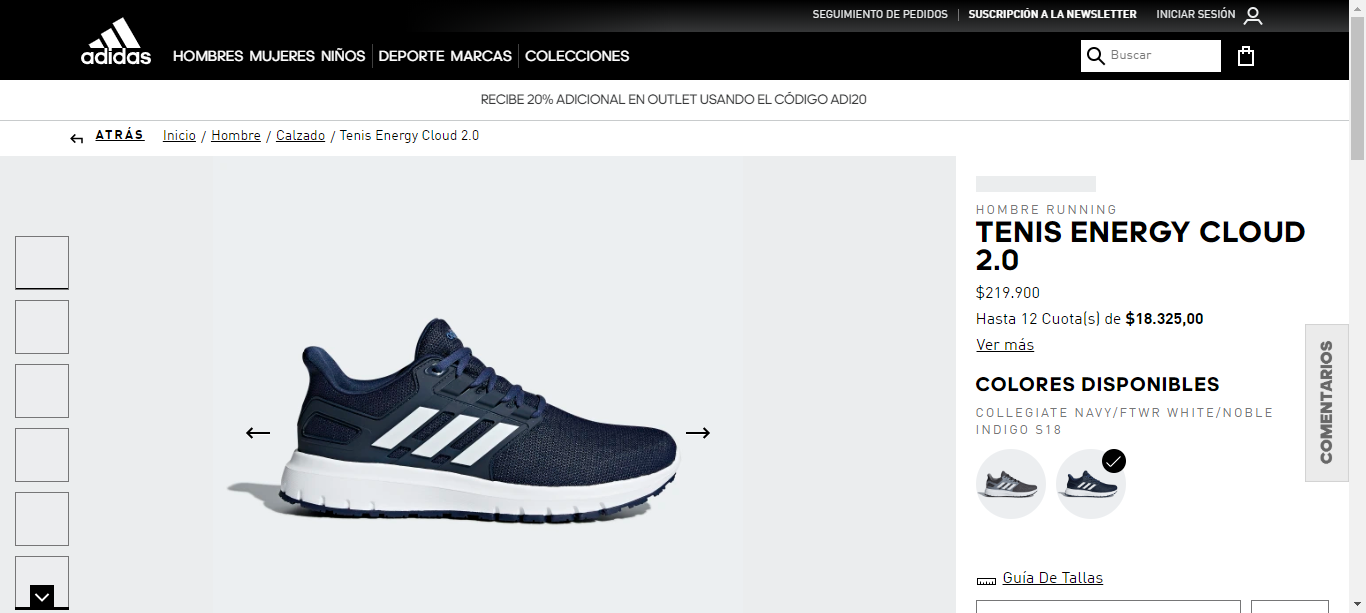 SEGUIMIENTO DE PEDIDOS | SUSCRIPCIÓN A LA NEWSLETTER INICIAR SESIÓN
adidas
HOMBRES MUJERES NIÑOS DEPORTE MARCAS COLECCIONES
Buscar
RECIBE 20% ADICIONAL EN OUTLET USANDO EL CÓDIGO ADI20
ATRÁS Inicio / Hombre / Calzado / Tenis Energy Cloud 2.0
HOMBRE RUNNING
TENIS ENERGY CLOUD
2.0
$219.900
Hasta 12 Cuota(s) de $18.325,00
Ver más
COLORES DISPONIBLES
COLLEGIATE NAVY/FTWR WHITE/NOBLE
INDIGO S18
Guía De Tallas
COMENTARIOS